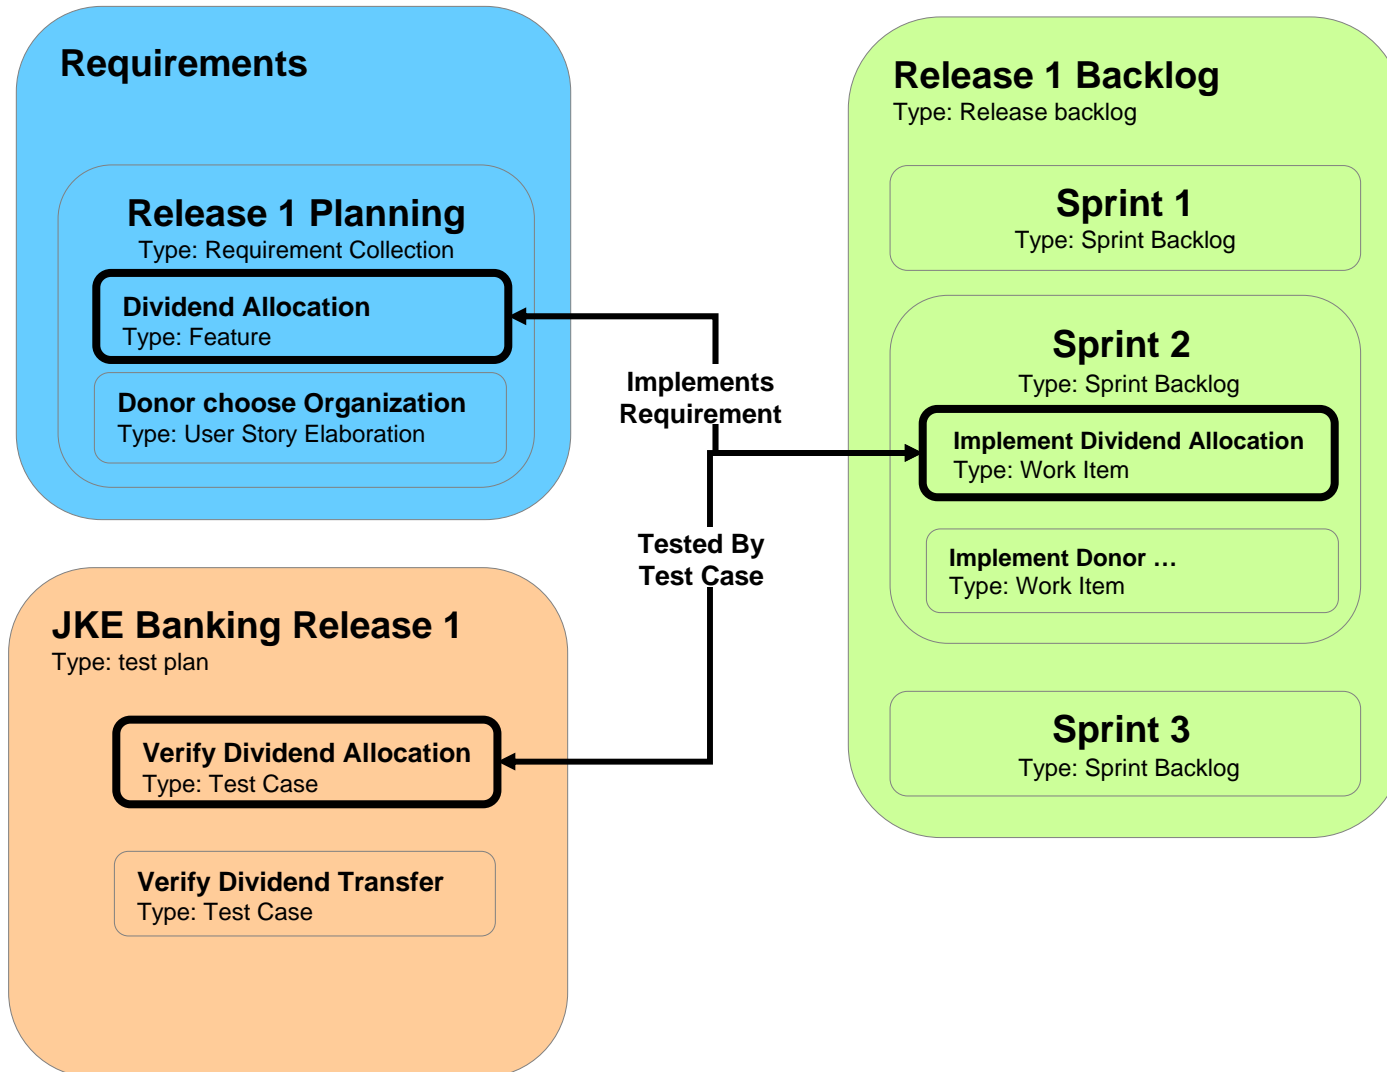 Requirements
Release 1 Planning
Type: Requirement Collection
Dividend Allocation
Type: Feature
Donor choose Organization
Type: User Story Elaboration
Implements
Requirement
Tested By
Test Case
Release 1 Backlog
Type: Release backlog
Sprint 1
Type: Sprint Backlog
Sprint 2
Type: Sprint Backlog
Implement Dividend Allocation
Type: Work Item
Implement Donor …
Type: Work Item
Sprint 3
Type: Sprint Backlog
JKE Banking Release 1
Type: test plan
Verify Dividend Allocation
Type: Test Case
Verify Dividend Transfer
Type: Test Case